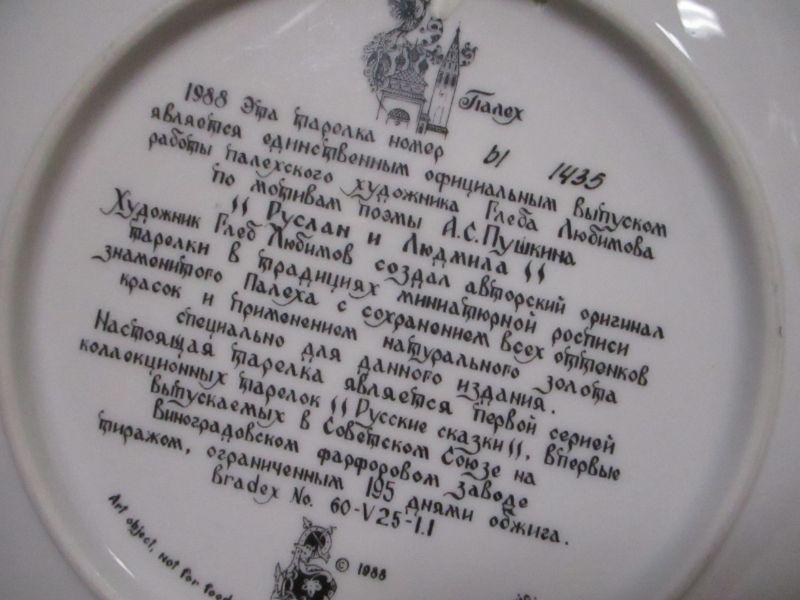 Палех
1988 Эта тарелка номер Ы 1435
является единственным официальным выпуском
работы палехского художника Глеба Любимова
по мотивам поэмы А.С.Пушкина
"Руслан и Людмила"
Художник Глеб Любимов создал авторский оригинал
тарелки в традициях миниатюрной росписи
знаменитого Палеха с сохранением всех оттенков
красок и применением натурального золота
специально для данного издания.
Настоящая тарелка является первой серией
коллекционных тарелок "Русские сказки", впервые
выпускаемых в Советском Союзе на
Виноградовском фарфоровом заводе
тиражом, ограниченным 195 днями обжига.
Bradex No. 60-V25-1.1
Art object, not for food
© 1988